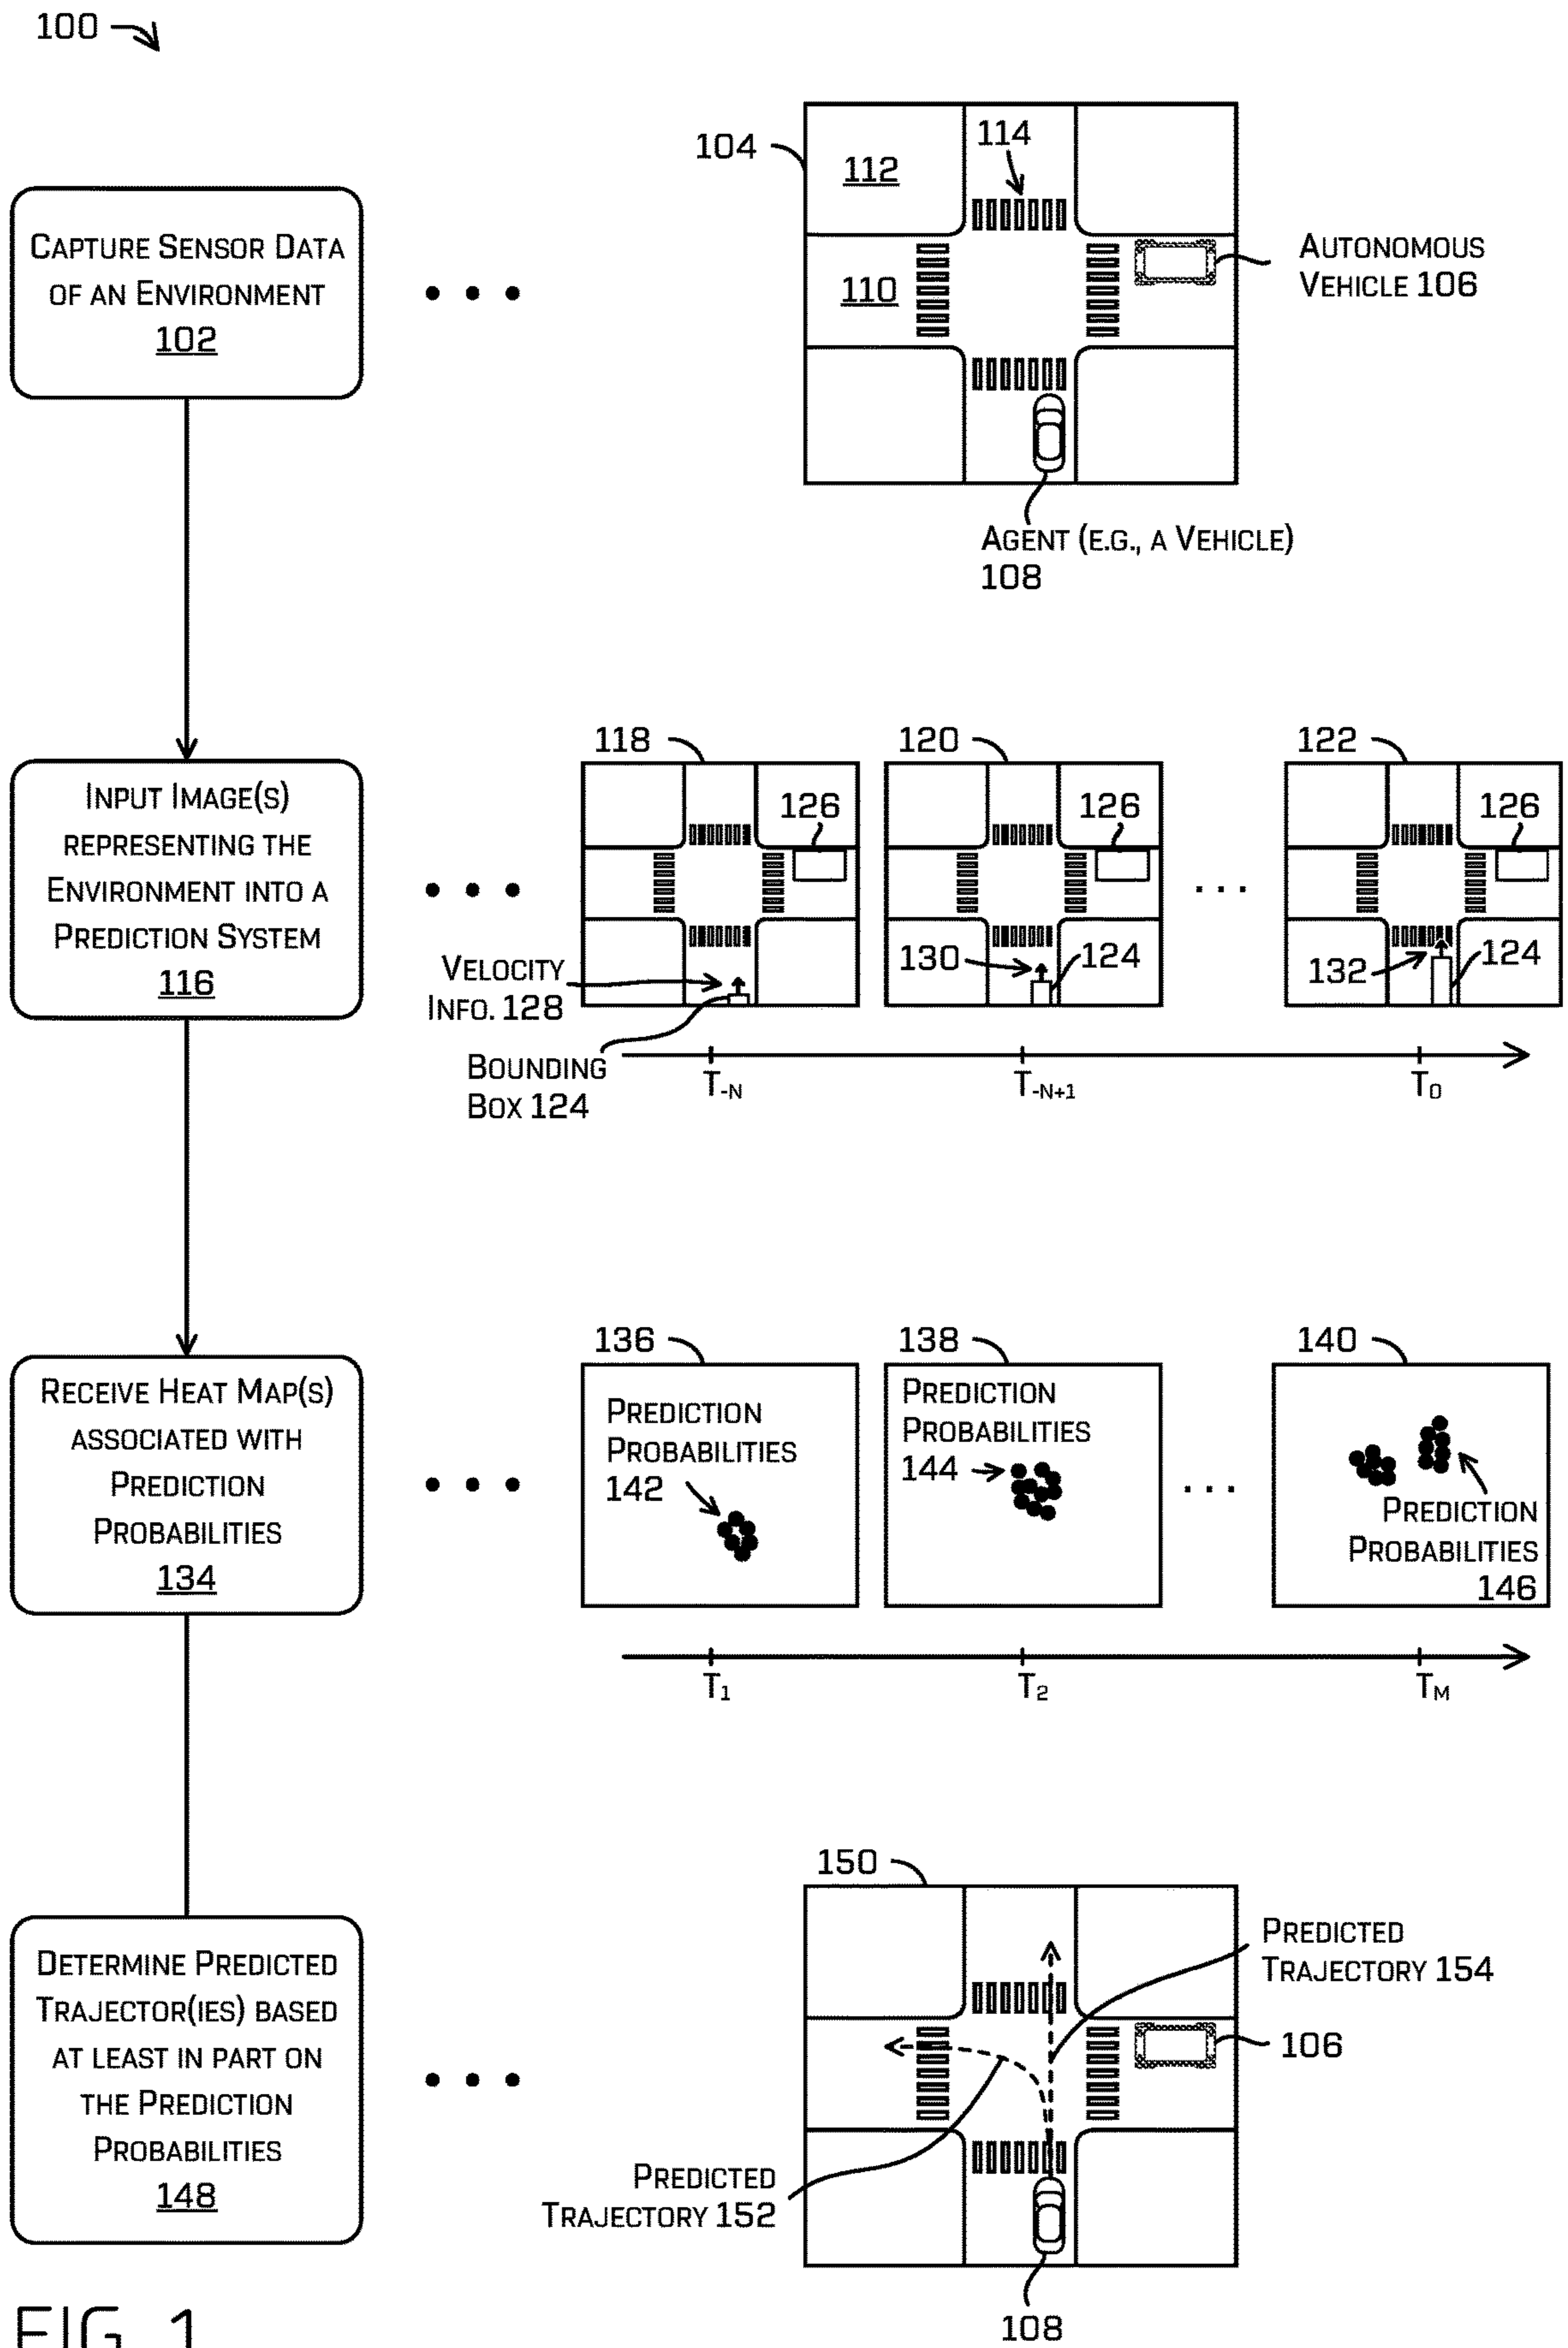 100
104
112
114
110
CAPTURE SENSOR DATA
OF AN ENVIRONMENT
102
AUTONOMOUS
VEHICLE 106
AGENT (E.G., A VEHICLE)
108
INPUT IMAGE(S)
REPRESENTING THE
ENVIRONMENT INTO A
PREDICTION SYSTEM
116
118
120
122
126
126
126
VELOCITY
INFO. 128
130
124
132
124
BOUNDING
BOX 124
T-N
T-N+1
T0
RECEIVE HEAT MAP(S)
ASSOCIATED WITH
PREDICTION
PROBABILITIES
134
136
138
140
PREDICTION
PROBABILITIES
142
PREDICTION
PROBABILITIES
144
PREDICTION
PROBABILITIES
146
T1
T2
TM
DETERMINE PREDICTED
TRAJECTOR(IES) BASED
AT LEAST IN PART ON
THE PREDICTION
PROBABILITIES
148
150
PREDICTED
TRAJECTORY 154
106
PREDICTED
TRAJECTORY 152
108
FIG. 1